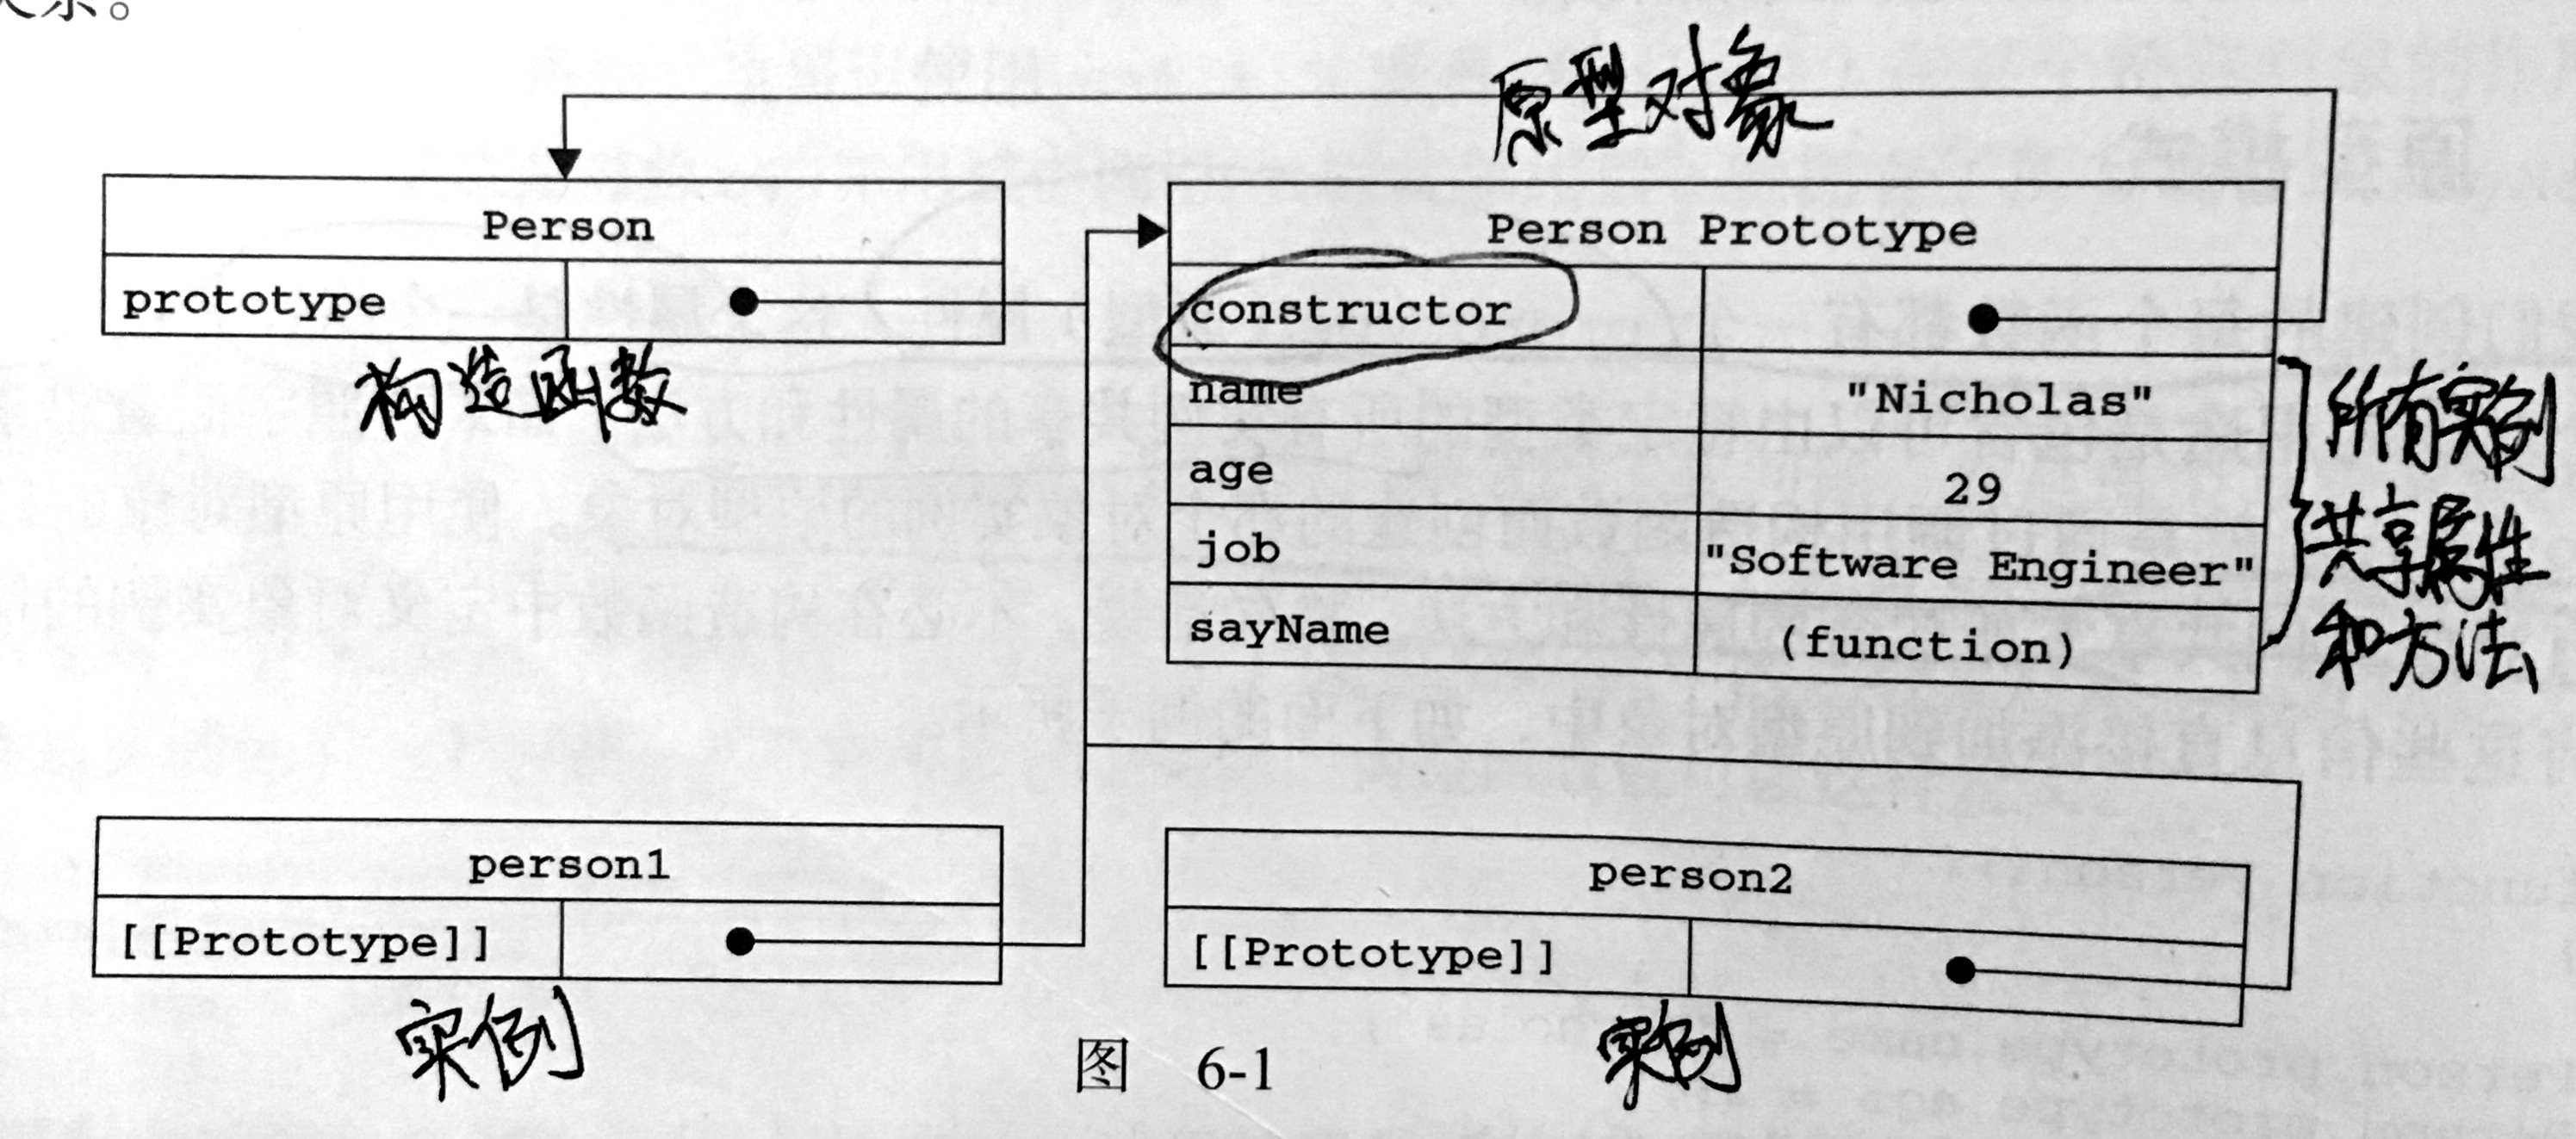 关系。
原型对象
Person
prototype
构造函数
Person Prototype
constructor
name "Nicholas"
age 29
job "Software Engineer"
sayName (function)
所有实例
共享属性
和方法
person1
[[Prototype]]
实例
person2
[[Prototype]]
实例
图 6-1